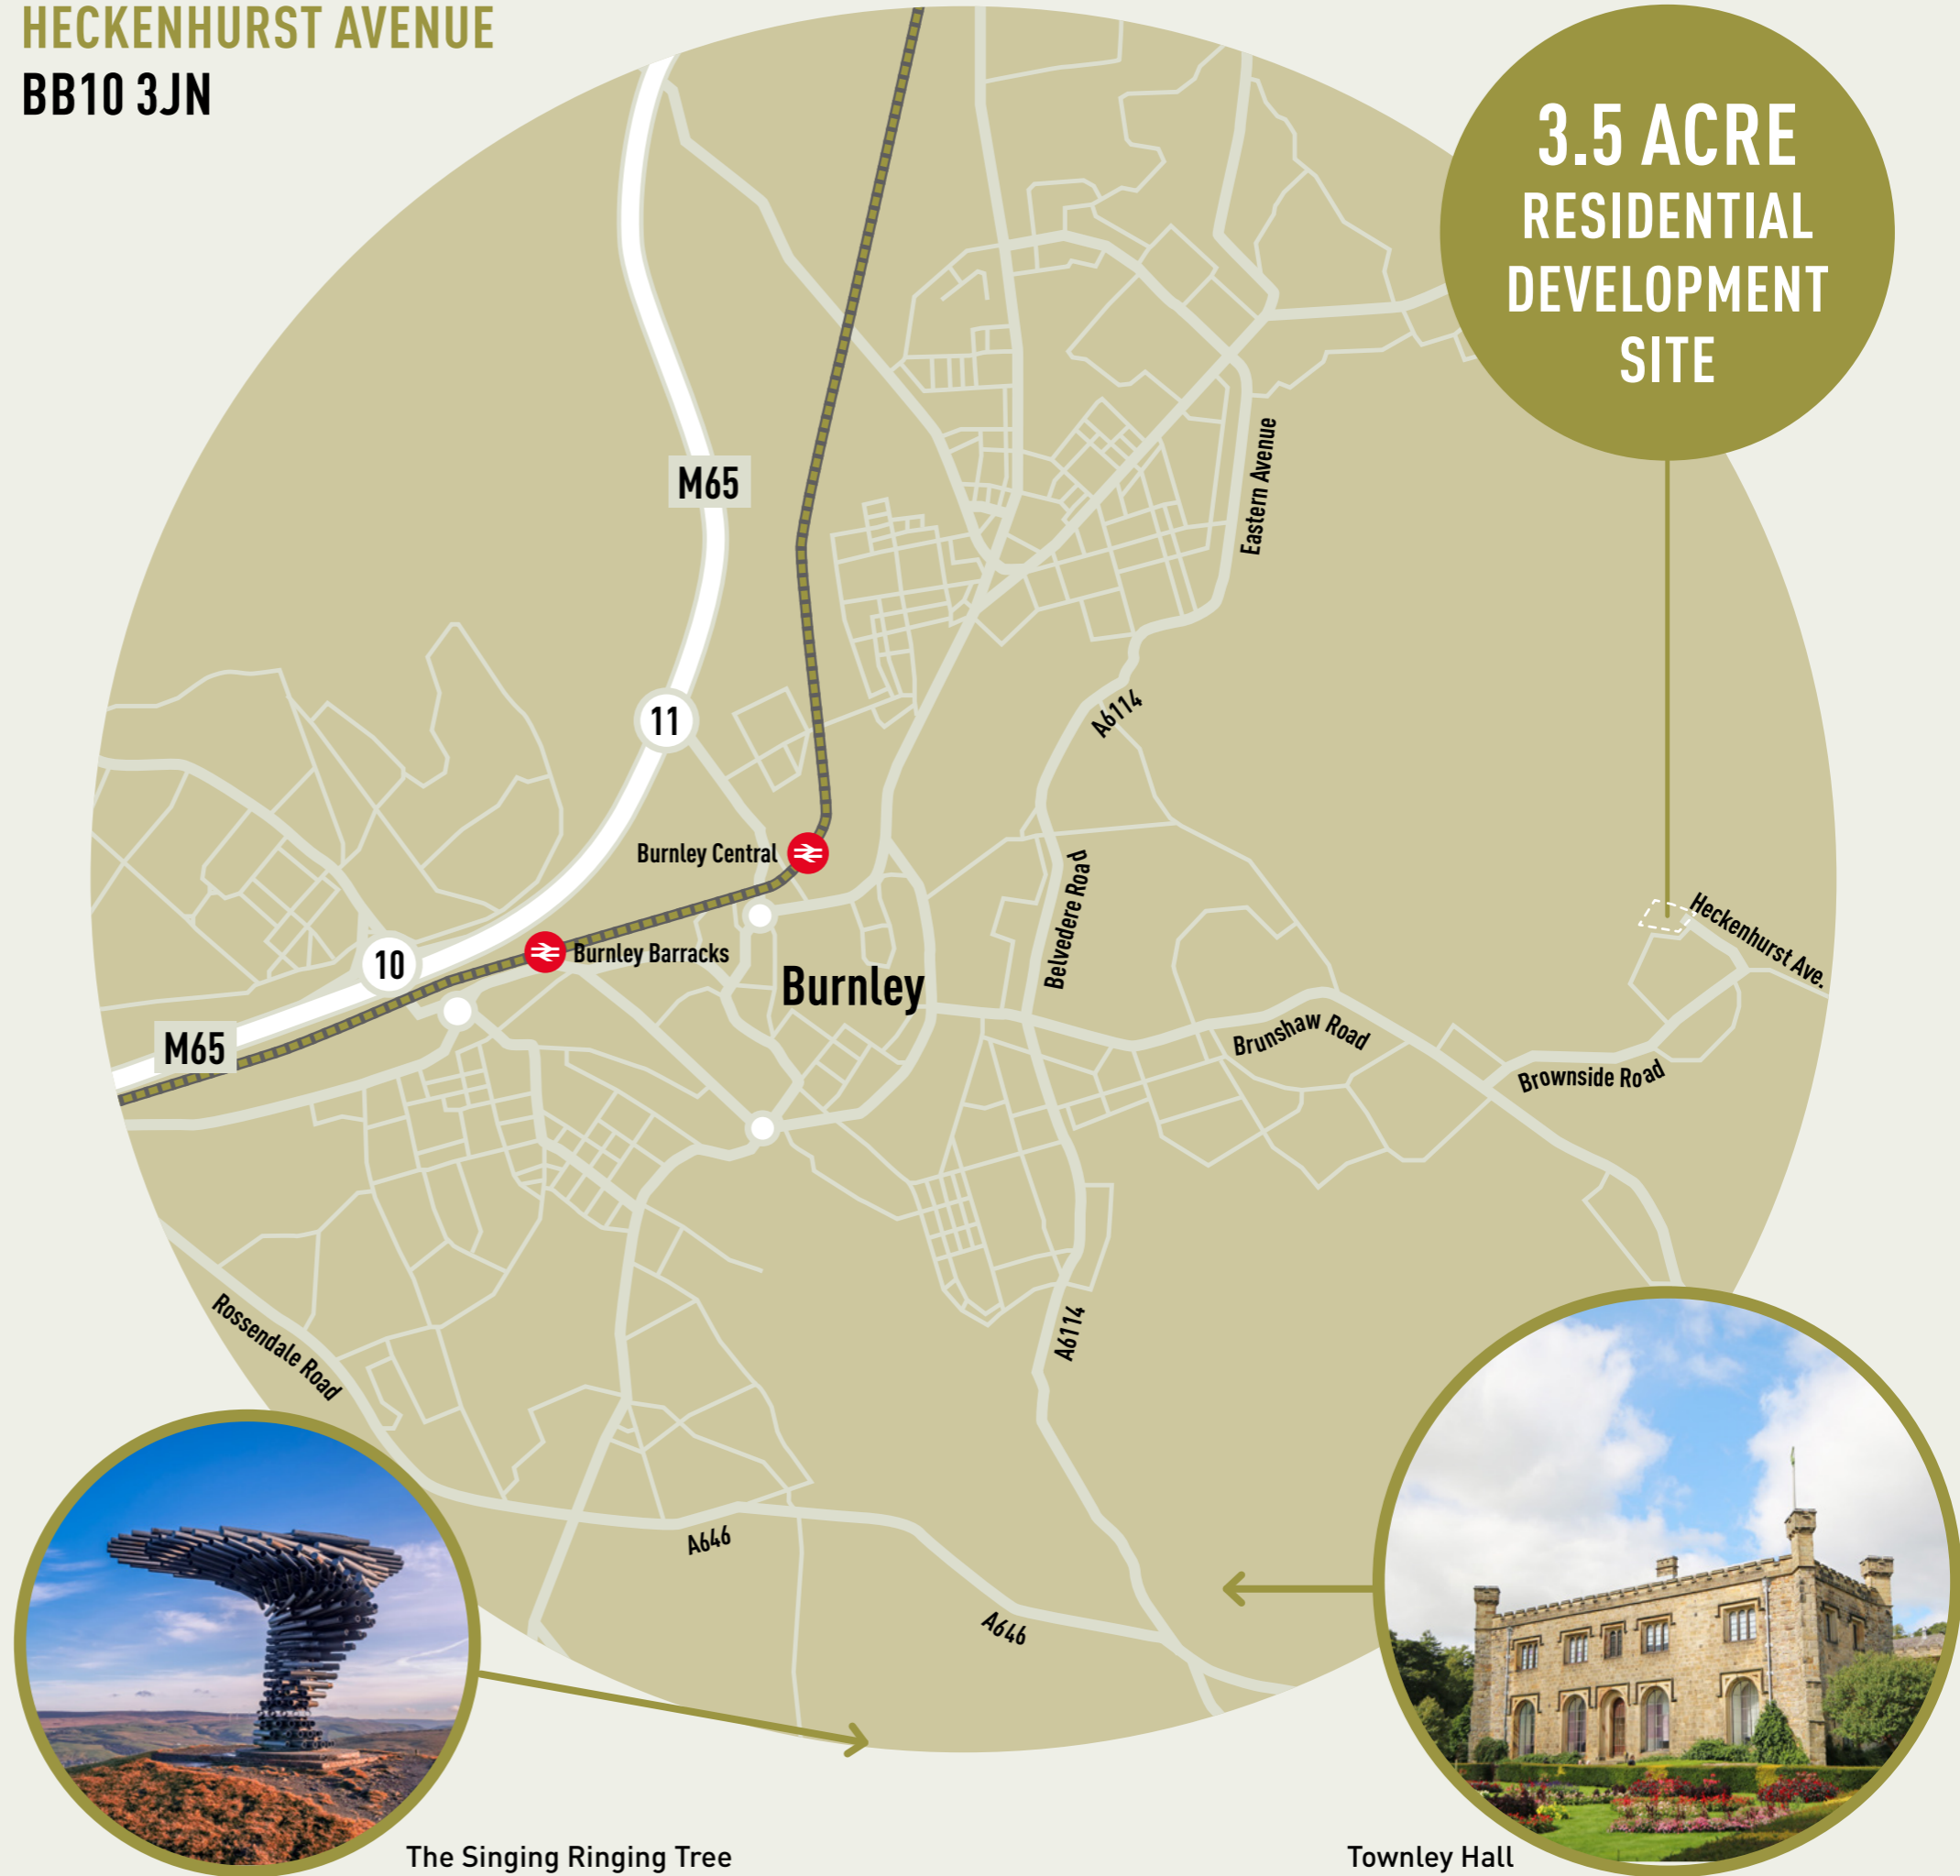 HECKENHURST AVENUE
BB10 3JN
3.5 ACRE
RESIDENTIAL
DEVELOPMENT
SITE
M65
Eastern Avenue
11
A6114
Burnley Central
Belvedere Road
Heckenhurst Ave.
10
Burnley Barracks
Burnley
M65
Brunshaw Road
Brownside Road
Rossendale Road
A6114
A646
A646
The Singing Ringing Tree
Townley Hall